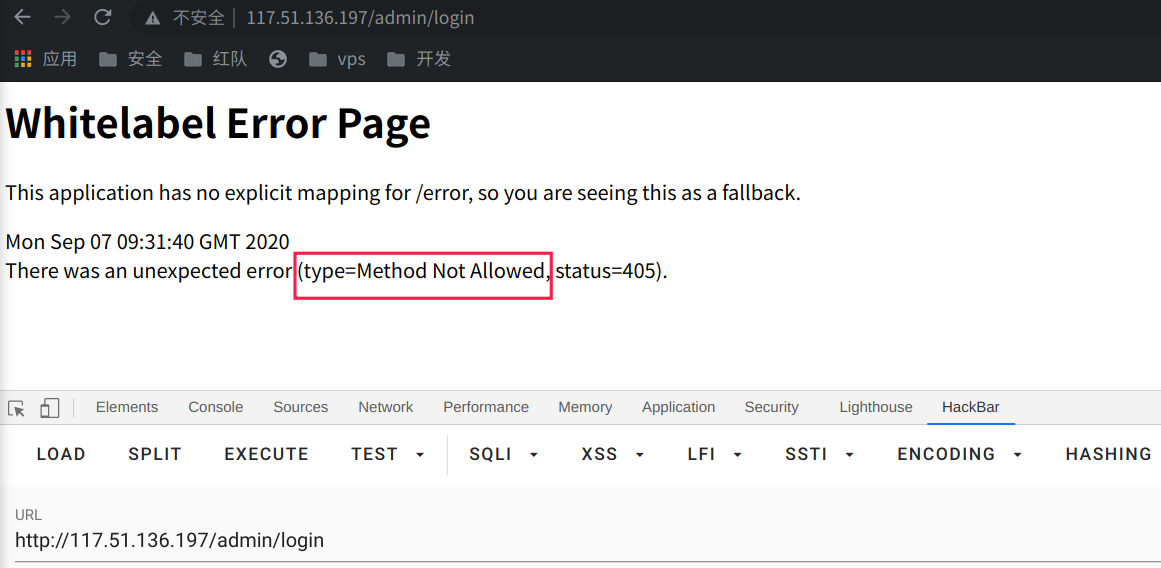 不安全 | 117.51.136.197/admin/login
应用 安全 红队 vps 开发
Whitelabel Error Page
This application has no explicit mapping for /error, so you are seeing this as a fallback.
Mon Sep 07 09:31:40 GMT 2020
There was an unexpected error (type=Method Not Allowed, status=405).
Elements Console Sources Network Performance Memory Application Security Lighthouse HackBar
LOAD SPLIT EXECUTE TEST SQLI XSS LFI SSTI ENCODING HASHING
URL
http://117.51.136.197/admin/login